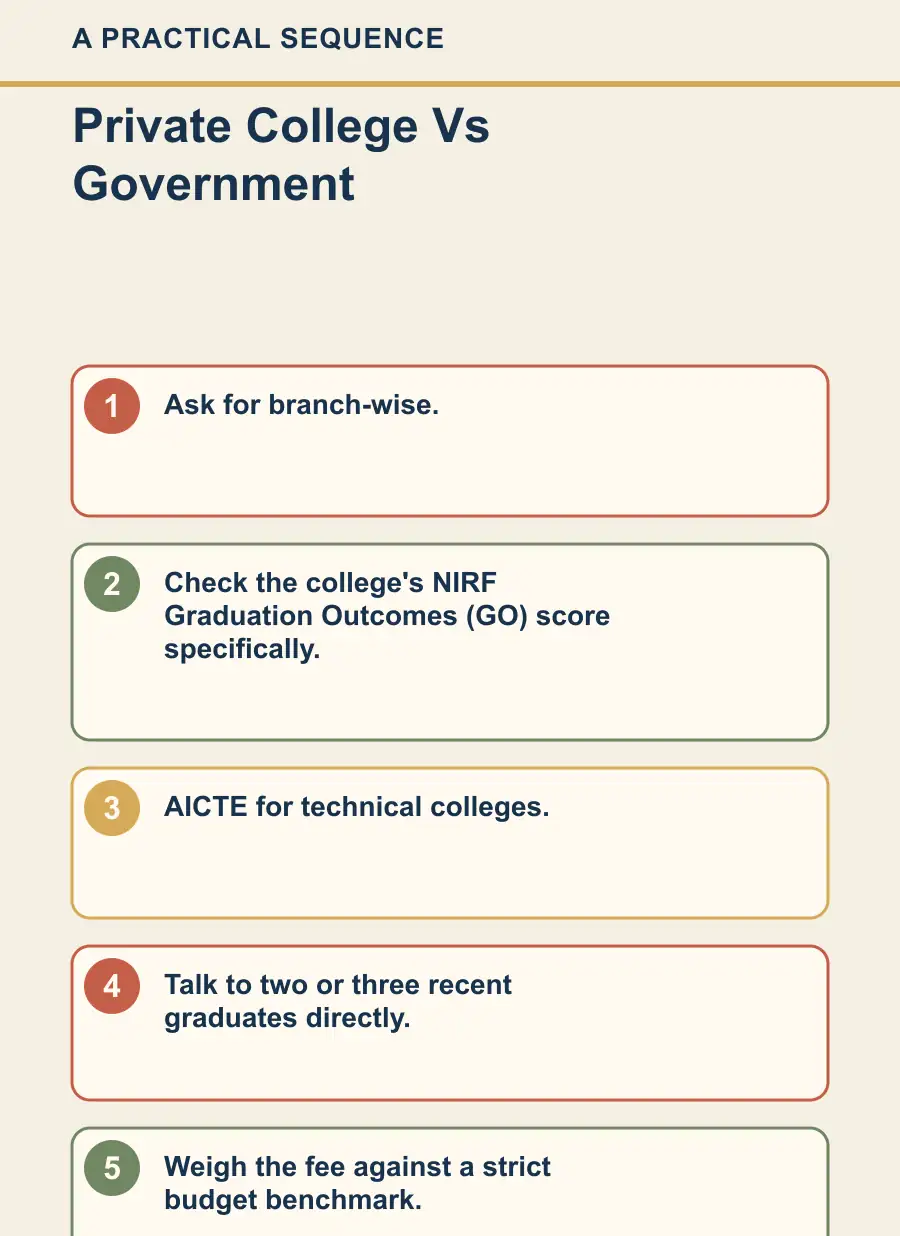 A PRACTICAL SEQUENCE
Private College Vs
Government
1
Ask for branch-wise.
2
Check the college's NIRF
Graduation Outcomes (GO) score
specifically.
3
AICTE for technical colleges.
4
Talk to two or three recent
graduates directly.
5
Weigh the fee against a strict
budget benchmark.